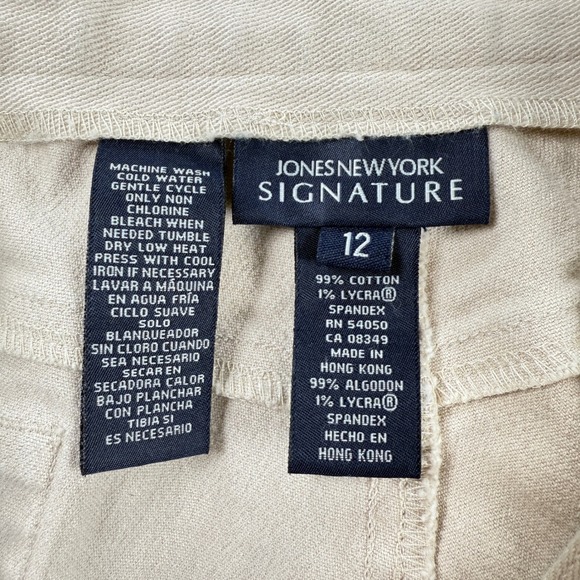 MACHINE WASH
COLD WATER
GENTLE CYCLE
ONLY NON
CHLORINE
BLEACH WHEN
NEEDED TUMBLE
DRY LOW HEAT
PRESS WITH COOL
IRON IF NECESSARY
LAVAR A MÁQUINA
EN AGUA FRÍA
CICLO SUAVE
SOLO
BLANQUEADOR
SIN CLORO CUANDO
SEA NECESARIO
SECAR EN
SECADORA CALOR
BAJO PLANCHAR
CON PLANCHA
TIBIA SI
ES NECESARIO
JONES NEW YORK
SIGNATURE
12
99% COTTON
1% LYCRA®
SPANDEX
RN 54050
CA 08349
MADE IN
HONG KONG
99% ALGODON
1% LYCRA®
SPANDEX
HECHO EN
HONG KONG